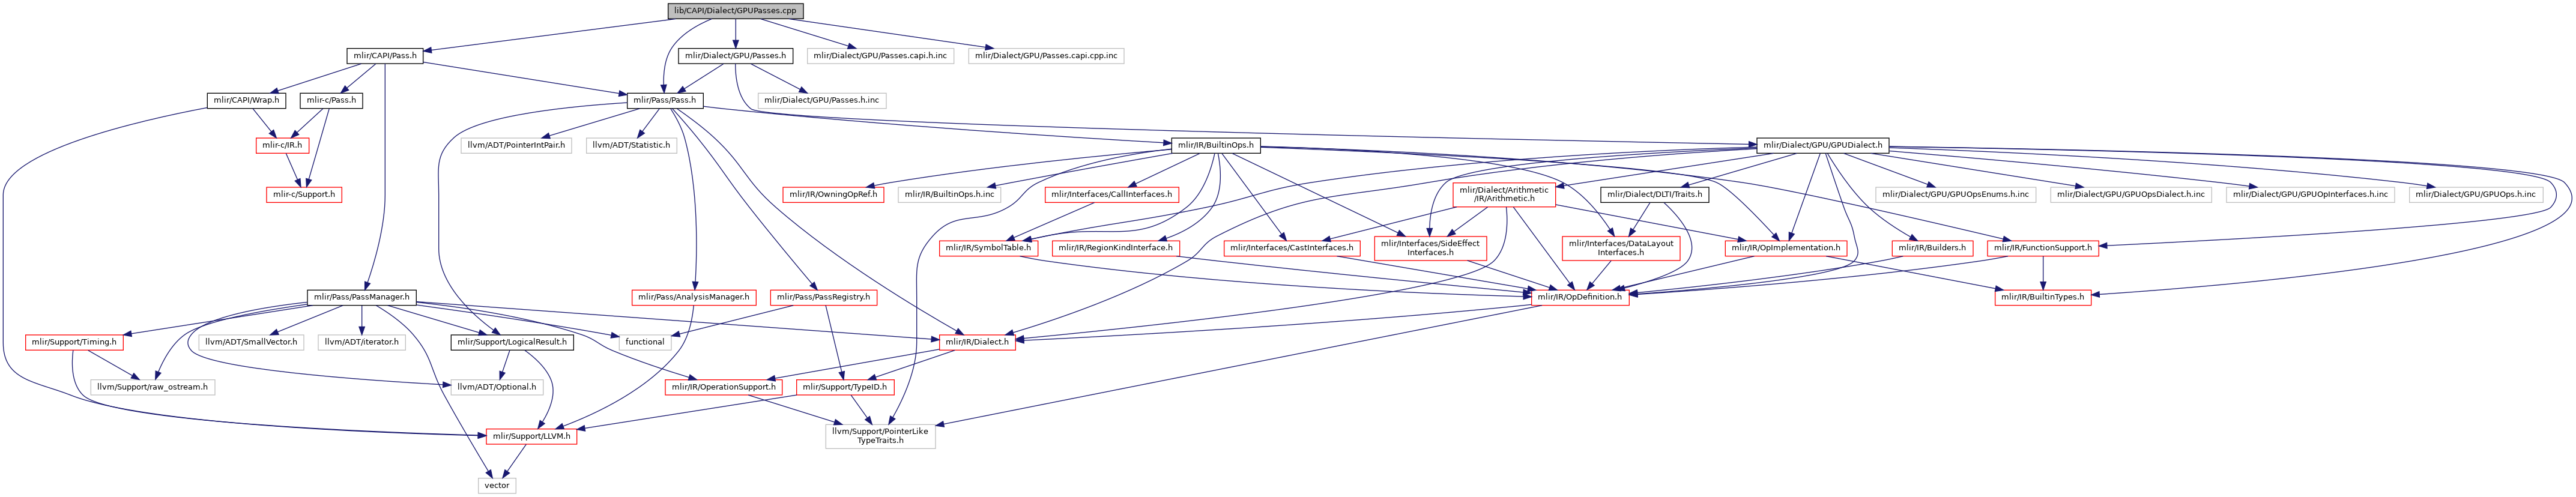 lib/CAPI/Dialect/GPUPasses.cpp
mlir/CAPI/Pass.h
mlir/Dialect/GPU/Passes.h
mlir/Dialect/GPU/Passes.capi.h.inc
mlir/Dialect/GPU/Passes.capi.cpp.inc
mlir/CAPI/Wrap.h
mlir-c/Pass.h
mlir/Pass/Pass.h
mlir/Dialect/GPU/Passes.h.inc
mlir-c/IR.h
llvm/ADT/PointerIntPair.h
llvm/ADT/Statistic.h
mlir/IR/BuiltinOps.h
mlir/Dialect/GPU/GPUDialect.h
mlir-c/Support.h
mlir/IR/OwningOpRef.h
mlir/IR/BuiltinOps.h.inc
mlir/Interfaces/CallInterfaces.h
mlir/Dialect/Arithmetic
/IR/Arithmetic.h
mlir/Dialect/DLTI/Traits.h
mlir/Dialect/GPU/GPUOpsEnums.h.inc
mlir/Dialect/GPU/GPUOpsDialect.h.inc
mlir/Dialect/GPU/GPUOpInterfaces.h.inc
mlir/Dialect/GPU/GPUOps.h.inc
mlir/IR/SymbolTable.h
mlir/IR/RegionKindInterface.h
mlir/Interfaces/CastInterfaces.h
mlir/Interfaces/SideEffect
Interfaces.h
mlir/Interfaces/DataLayout
Interfaces.h
mlir/IR/OpImplementation.h
mlir/IR/Builders.h
mlir/IR/FunctionSupport.h
mlir/Pass/PassManager.h
mlir/Pass/AnalysisManager.h
mlir/Pass/PassRegistry.h
mlir/IR/OpDefinition.h
mlir/IR/BuiltinTypes.h
mlir/Support/Timing.h
llvm/ADT/SmallVector.h
llvm/ADT/iterator.h
mlir/Support/LogicalResult.h
functional
mlir/IR/Dialect.h
llvm/Support/raw_ostream.h
llvm/ADT/Optional.h
mlir/IR/OperationSupport.h
mlir/Support/TypeID.h
mlir/Support/LLVM.h
llvm/Support/PointerLike
TypeTraits.h
vector